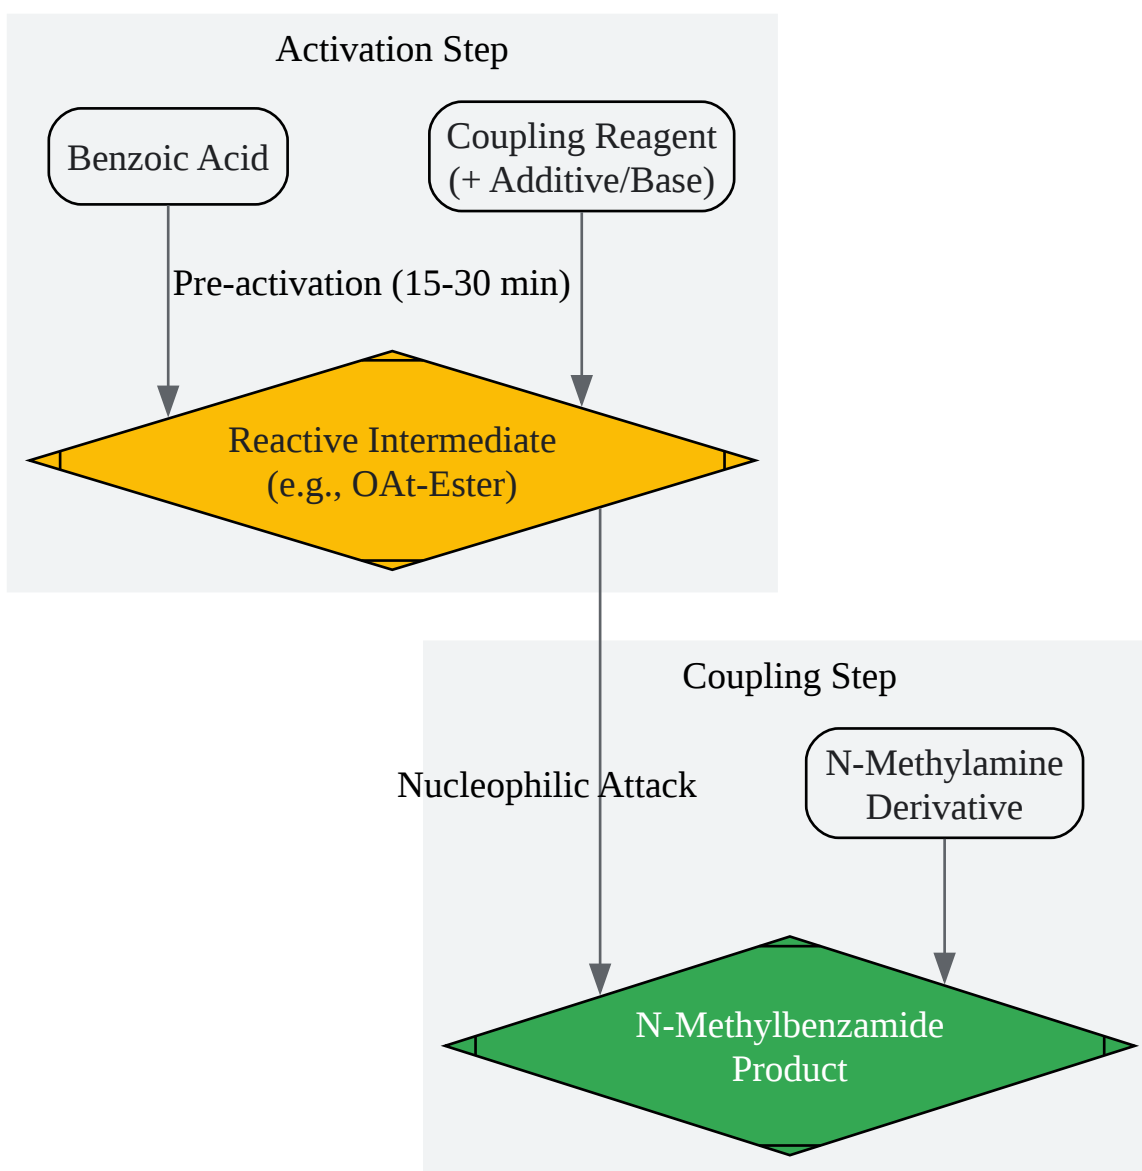 Activation Step
Benzoic Acid
Coupling Reagent
(+ Additive/Base)
Pre-activation (15-30 min)
Reactive Intermediate
(e.g., OAt-Ester)
Coupling Step
Nucleophilic Attack
N-Methylamine
Derivative
N-Methylbenzamide
Product